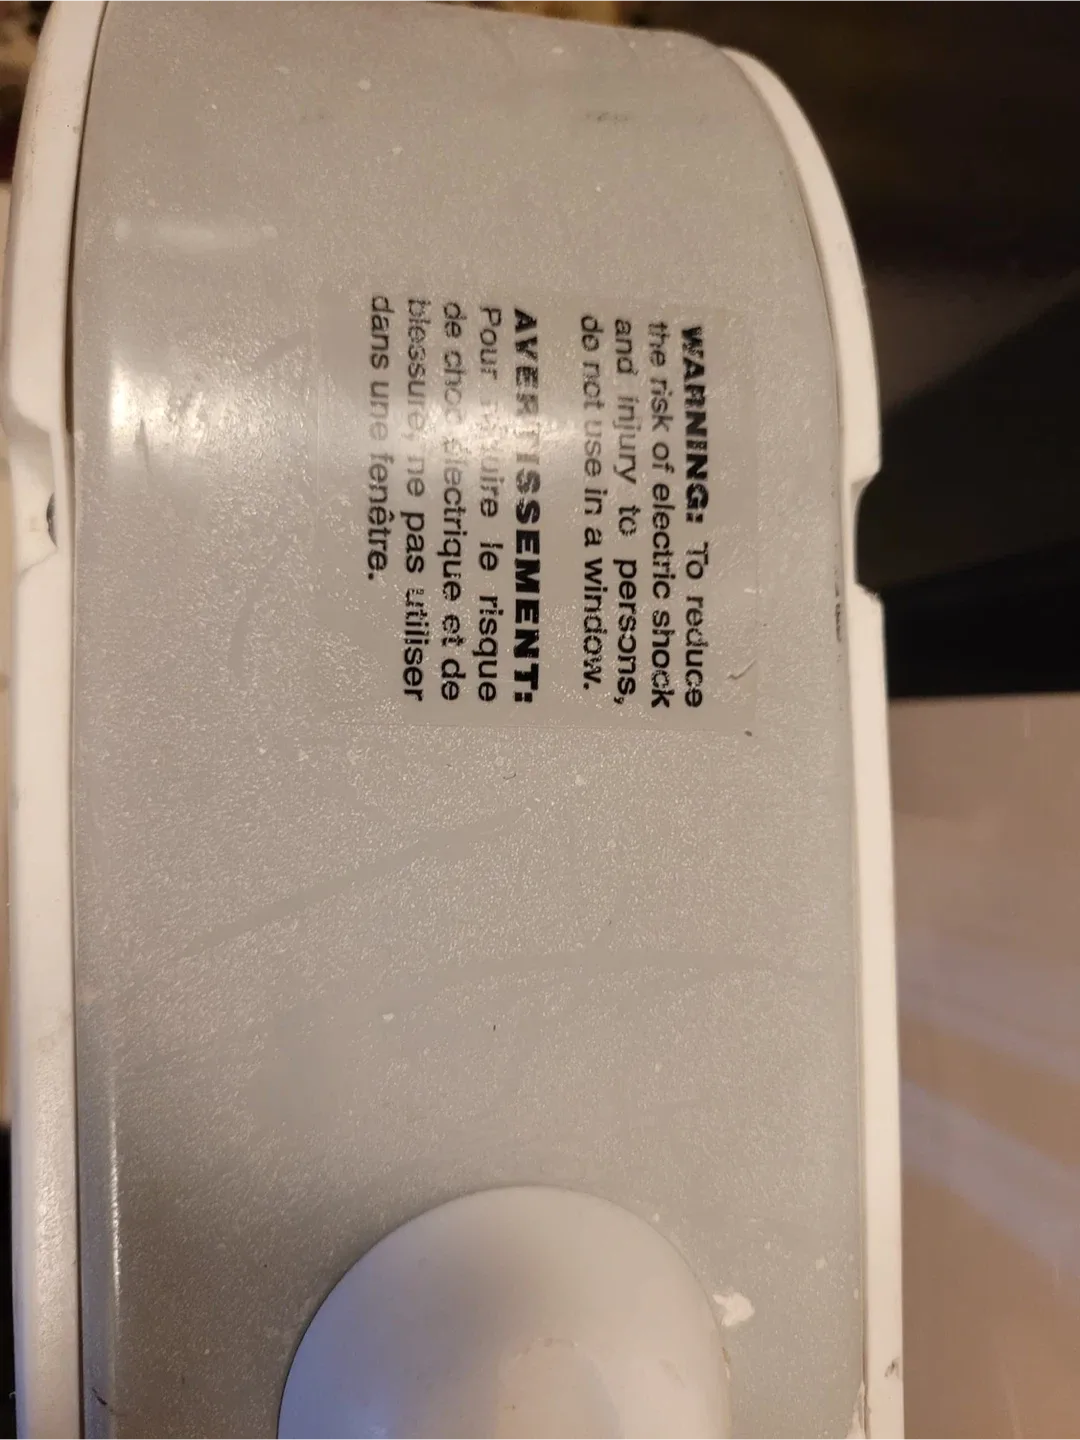 WARNING: To reduce
the risk of electric shock
and injury to persons,
do not use in a window.
AVERTISSEMENT:
Pour réduire le risque
de choc électrique et de
blessure, ne pas utiliser
dans une fenêtre.